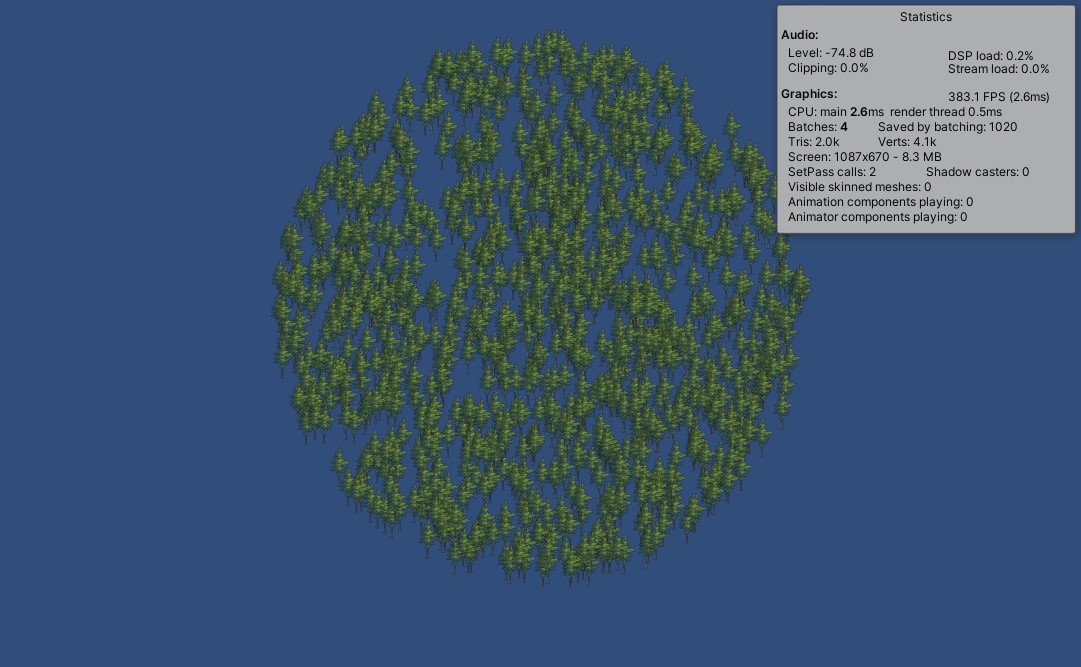 Statistics
Audio:
Level: -74.8 dB DSP load: 0.2%
Clipping: 0.0% Stream load: 0.0%
Graphics: 383.1 FPS (2.6ms)
CPU: main 2.6ms render thread 0.5ms
Batches: 4 Saved by batching: 1020
Tris: 2.0k Verts: 4.1k
Screen: 1087x670 - 8.3 MB
SetPass calls: 2 Shadow casters: 0
Visible skinned meshes: 0
Animation components playing: 0
Animator components playing: 0